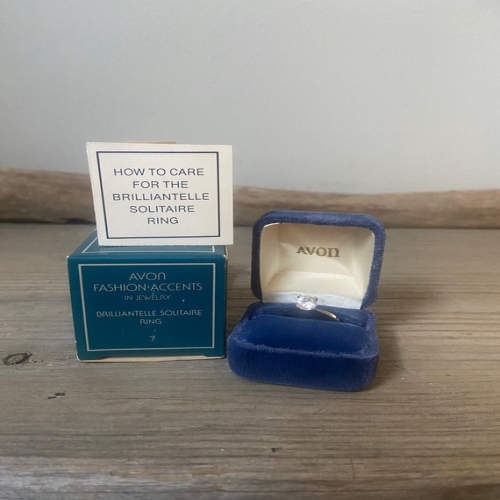 HOW TO CARE
FOR THE
BRILLIANTELLE
SOLITAIRE
RING
AVON
FASHION·ACCENTS
IN JEWELRY
BRILLIANTELLE SOLITAIRE
RING
7
AVON